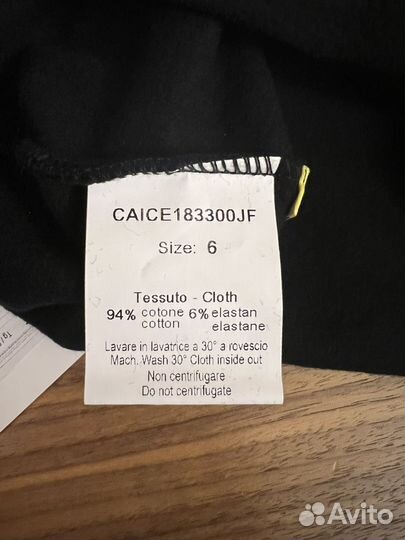 CAICE183300JF
Size: 6
Tessuto - Cloth
94% cotone 6% elastan
cotton elastane
Lavare in lavatrice a 30° a rovescio
Mach. Wash 30° Cloth inside out
Non centrifugare
Do not centrifugate
Avito